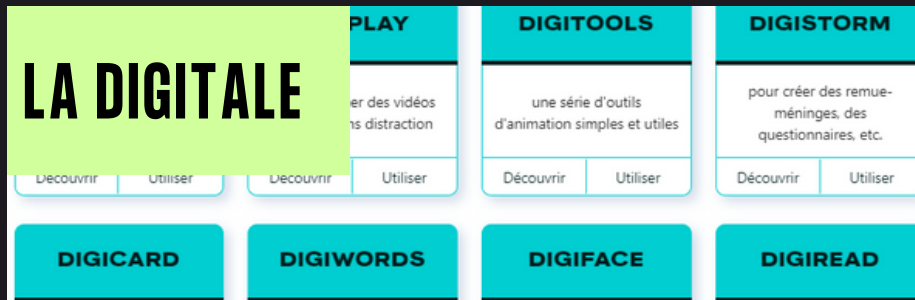 LA DIGITALE
PLAY
DIGITOOLS
DIGISTORM
er des vidéos
ns distraction
une série d'outils
d'animation simples et utiles
pour créer des remue-
méninges, des
questionnaires, etc.
Découvrir Utiliser
Découvrir Utiliser
Découvrir Utiliser
Découvrir Utiliser
DIGICARD
DIGIWORDS
DIGIFACE
DIGIREAD